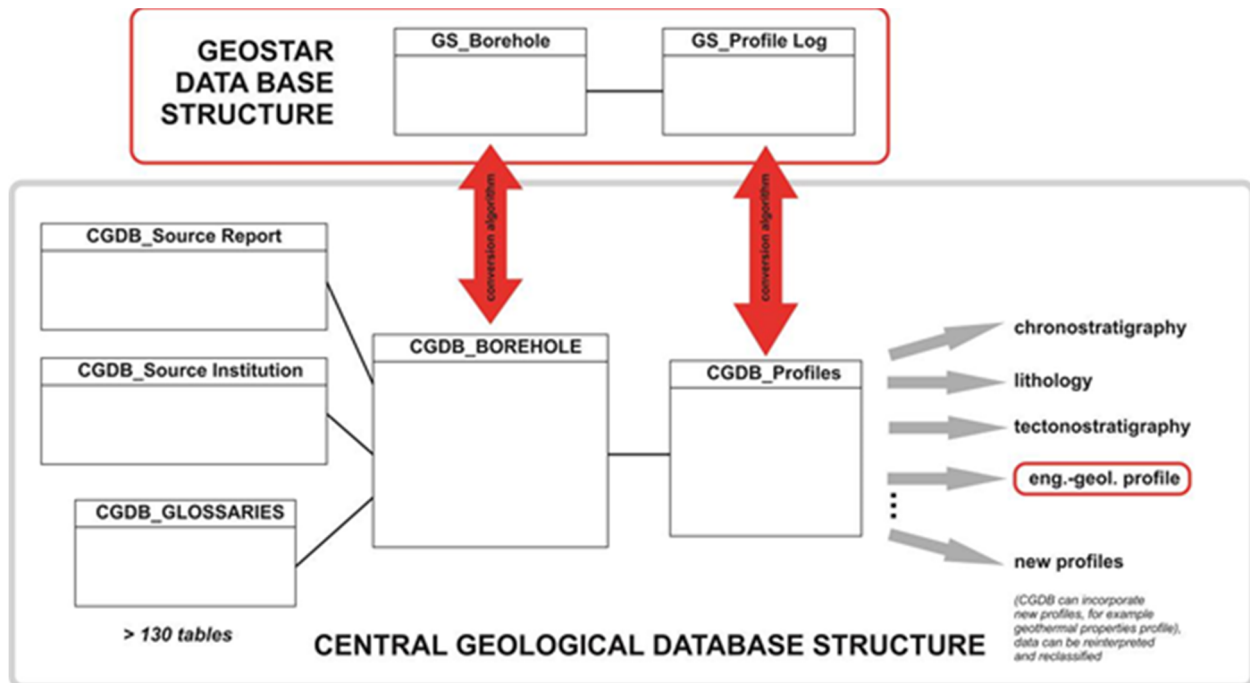 GEOSTAR
DATA BASE
STRUCTURE
GS_Borehole
GS_Profile Log
conversion algorithm
conversion algorithm
CGDB_Source Report
CGDB_Source Institution
CGDB_GLOSSARIES
> 130 tables
CGDB_BOREHOLE
CGDB_Profiles
chronostratigraphy
lithology
tectonostratigraphy
eng.-geol. profile
new profiles
(CGDB can incorporate
new profiles, for example
geothermal properties profile),
data can be reinterpreted
and reclassified
CENTRAL GEOLOGICAL DATABASE STRUCTURE